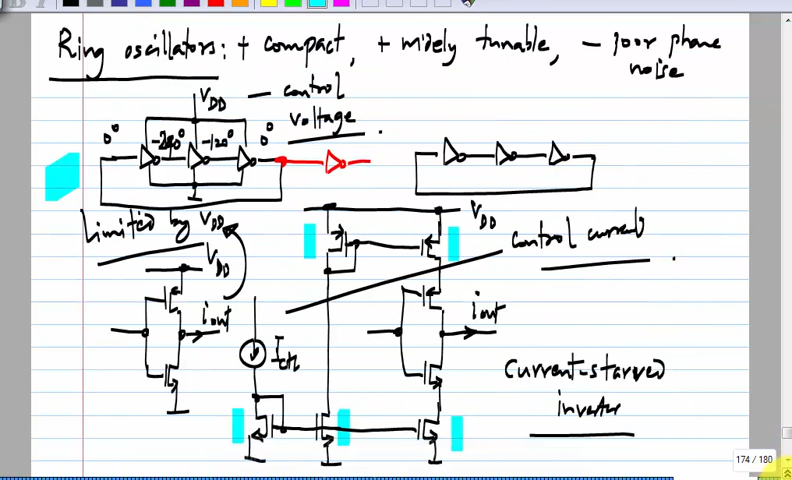 Ring oscillators: + compact, + widely tunable, - poor phase
noise
VDD - control
voltage
0° -240° -120° 0°
Limited by VDD
VDD
VDD
control current
iout
iout
Ictl
Current-starved
inverter
174 / 180